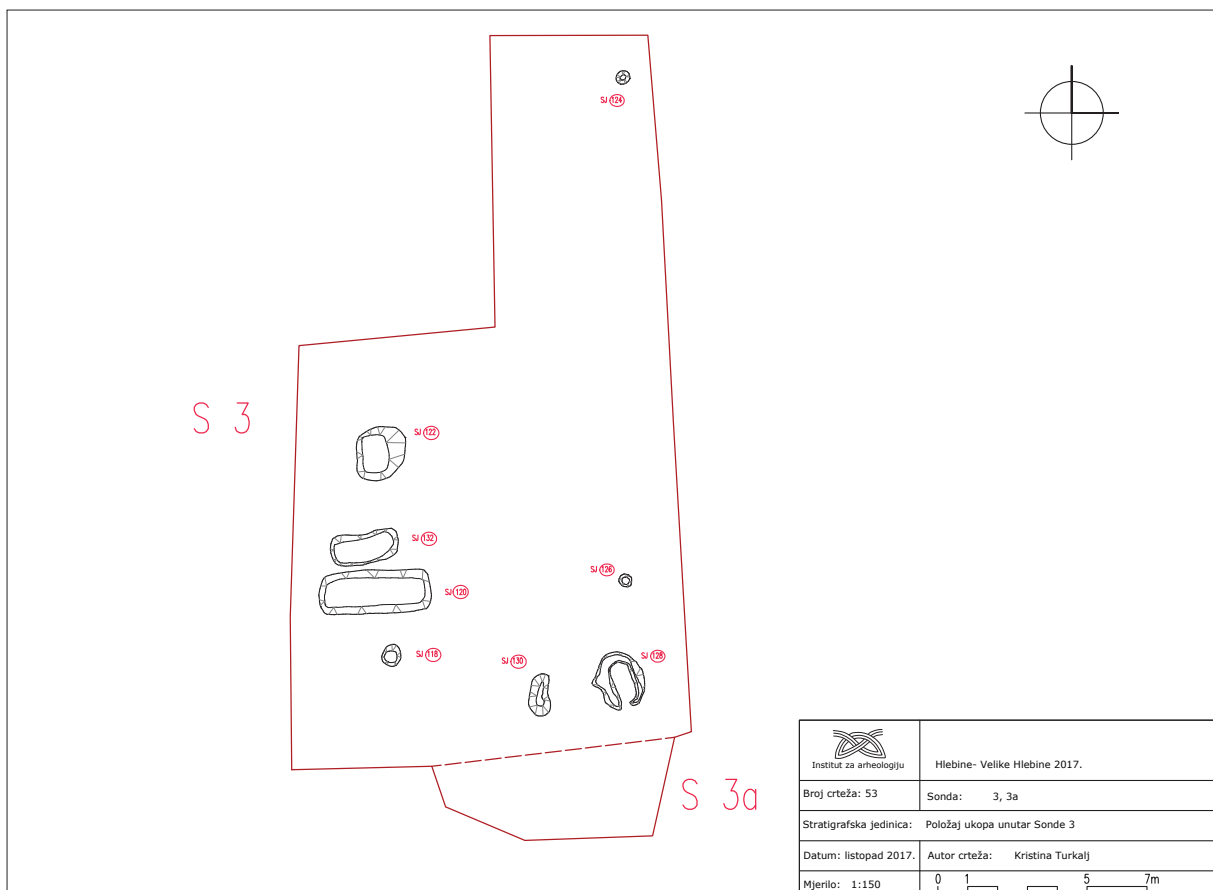 SJ 124
S 3
SJ 122
SJ 132
SJ 126
SJ 120
SJ 118
SJ 130
SJ 128
S 3a
Institut za arheologiju
Hlebine- Velike Hlebine 2017.
Broj crteža: 53
Sonda: 3, 3a
Stratigrafska jedinica: Položaj ukopa unutar Sonde 3
Datum: listopad 2017.
Autor crteža: Kristina Turkalj
Mjerilo: 1:150
0 1 5 7m